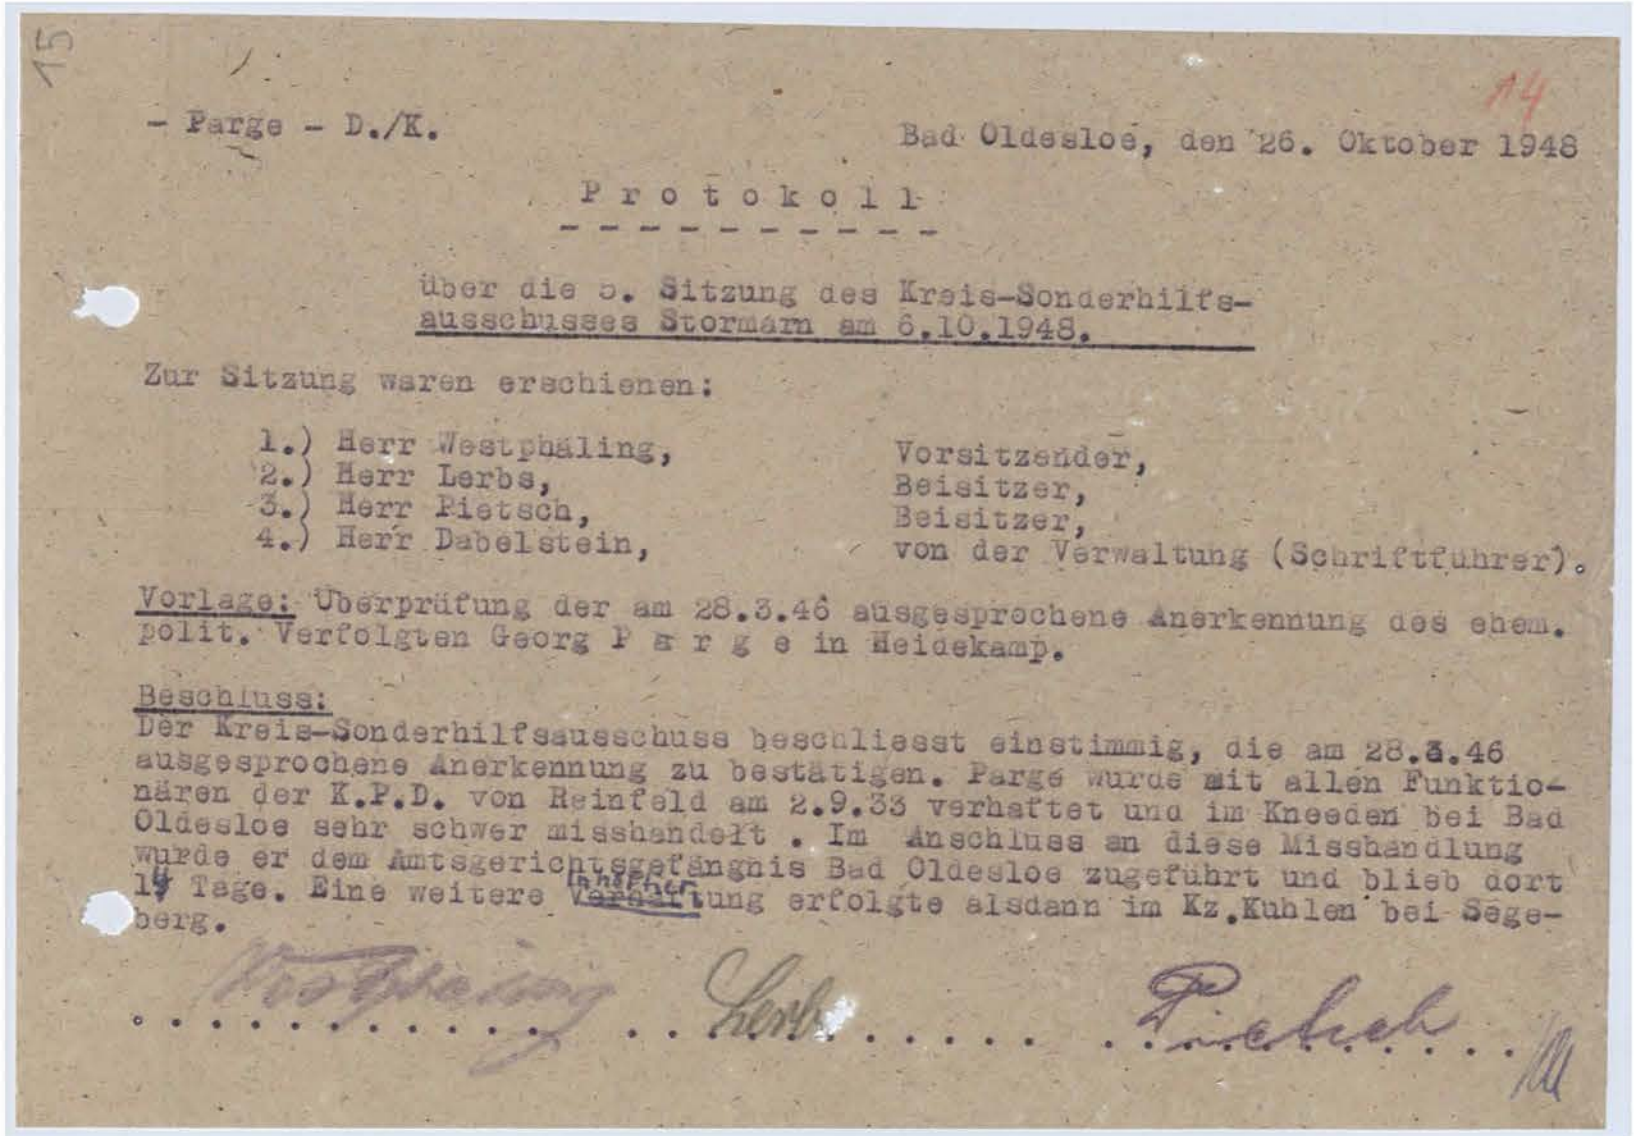 15
14
- Parge - D./K.
Bad Oldesloe, den 26. Oktober 1948
P r o t o k o l l
- - - - - - - - - -
über die 5. Sitzung des Kreis-Sonderhilfs-
ausschusses Stormarn am 6.10.1948.
Zur Sitzung waren erschienen:
1.) Herr Westphäling, Vorsitzender,
2.) Herr Lerbs, Beisitzer,
3.) Herr Pietsch, Beisitzer,
4.) Herr Dabelstein, von der Verwaltung (Schriftführer).
Vorlage: Überprüfung der am 28.3.46 ausgesprochene Anerkennung des ehem.
polit. Verfolgten Georg P a r g e in Heidekamp.
Beschluss:
Der Kreis-Sonderhilfsausschuss beschliesst einstimmig, die am 28.3.46
ausgesprochene Anerkennung zu bestätigen. Parge wurde mit allen Funktio-
nären der K.P.D. von Reinfeld am 2.9.33 verhaftet und im Kneeden bei Bad
Oldesloe sehr schwer misshandelt . Im Anschluss an diese Misshandlung
wurde er dem Amtsgerichtsgefängnis Bad Oldesloe zugeführt und blieb dort
14 Tage. Eine weitere Verhaftung erfolgte alsdann im Kz.Kuhlen bei Sege-
berg.
Westphäling Lerbs Pietsch